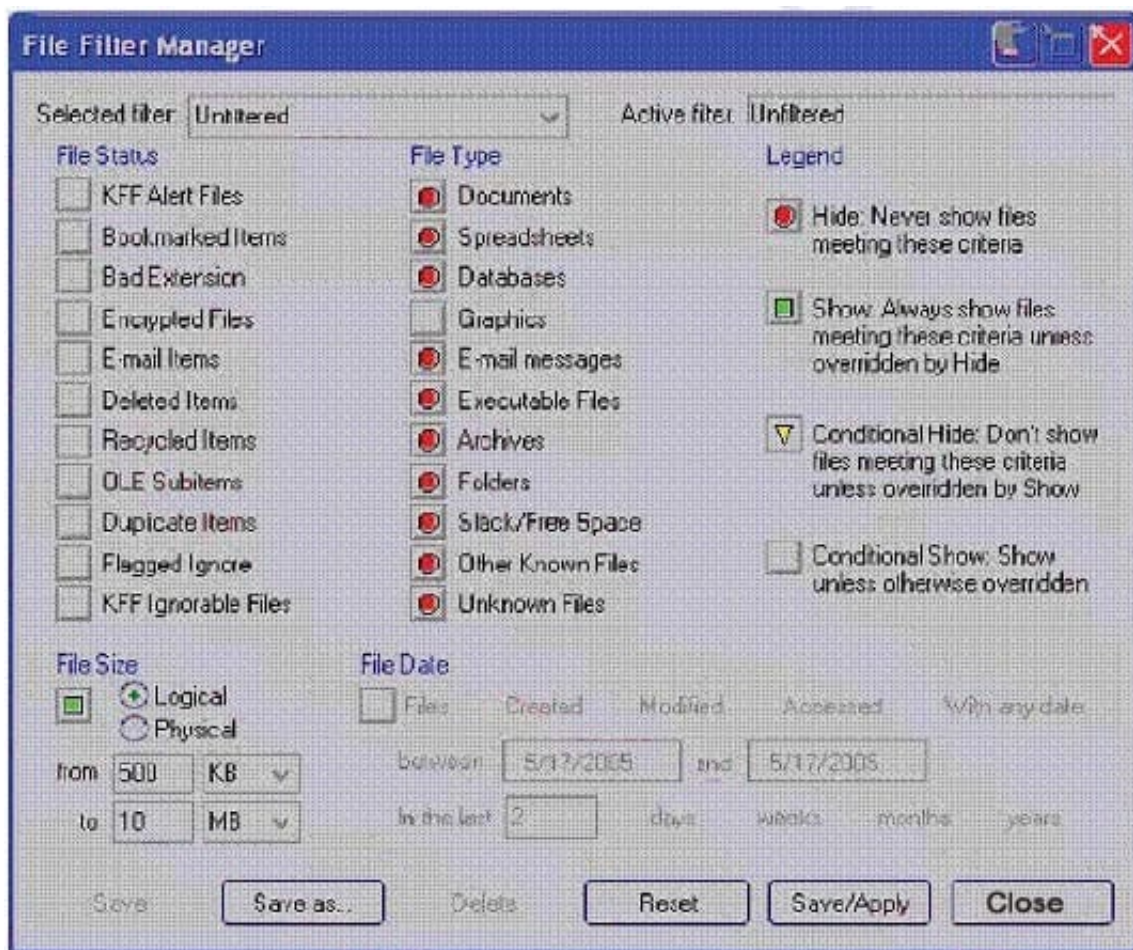 File Filter Manager
Selected filter Unfiltered
Active filter Unfiltered
File Status
KFF Alert Files
Bookmarked Items
Bad Extension
Encrypted Files
E-mail Items
Deleted Items
Recycled Items
OLE Subitems
Duplicate Items
Flagged Ignore
KFF Ignorable Files
File Type
Documents
Spreadsheets
Databases
Graphics
E-mail messages
Executable Files
Archives
Folders
Slack/Free Space
Other Known Files
Unknown Files
Legend
Hide: Never show files
meeting these criteria
Show: Always show files
meeting these criteria unless
overridden by Hide
Conditional Hide: Don't show
files meeting these criteria
unless overridden by Show
Conditional Show: Show
unless otherwise overridden
File Size
Logical
Physical
from 500 KB
to 10 MB
File Date
Files Created Modified Accessed With any date
between 5/17/2005 and 5/17/2005
In the last 2 days weeks months years
Save Save as... Delete Reset Save/Apply Close